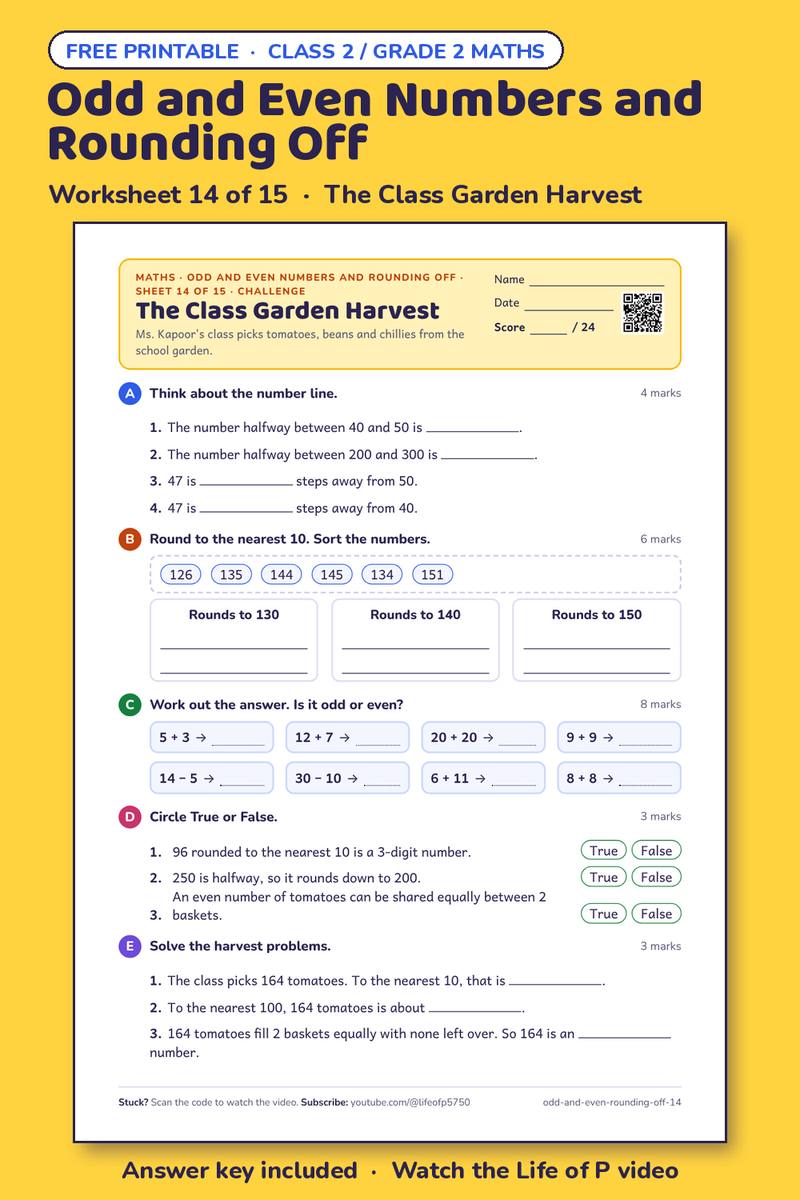 FREE PRINTABLE · CLASS 2 / GRADE 2 MATHS
Odd and Even Numbers and
Rounding Off
Worksheet 14 of 15 · The Class Garden Harvest
MATHS · ODD AND EVEN NUMBERS AND ROUNDING OFF ·
SHEET 14 OF 15 · CHALLENGE
The Class Garden Harvest
Ms. Kapoor's class picks tomatoes, beans and chillies from the
school garden.
Name
Date
Score / 24
A Think about the number line. 4 marks
1. The number halfway between 40 and 50 is .
2. The number halfway between 200 and 300 is .
3. 47 is steps away from 50.
4. 47 is steps away from 40.
B Round to the nearest 10. Sort the numbers. 6 marks
126 135 144 145 134 151
Rounds to 130 Rounds to 140 Rounds to 150
C Work out the answer. Is it odd or even? 8 marks
5 + 3 → 12 + 7 → 20 + 20 → 9 + 9 →
14 − 5 → 30 − 10 → 6 + 11 → 8 + 8 →
D Circle True or False. 3 marks
1. 96 rounded to the nearest 10 is a 3-digit number. True False
2. 250 is halfway, so it rounds down to 200. True False
An even number of tomatoes can be shared equally between 2
3. baskets. True False
E Solve the harvest problems. 3 marks
1. The class picks 164 tomatoes. To the nearest 10, that is .
2. To the nearest 100, 164 tomatoes is about .
3. 164 tomatoes fill 2 baskets equally with none left over. So 164 is an
number.
Stuck? Scan the code to watch the video. Subscribe: youtube.com/@lifeofp5750 odd-and-even-rounding-off-14
Answer key included · Watch the Life of P video